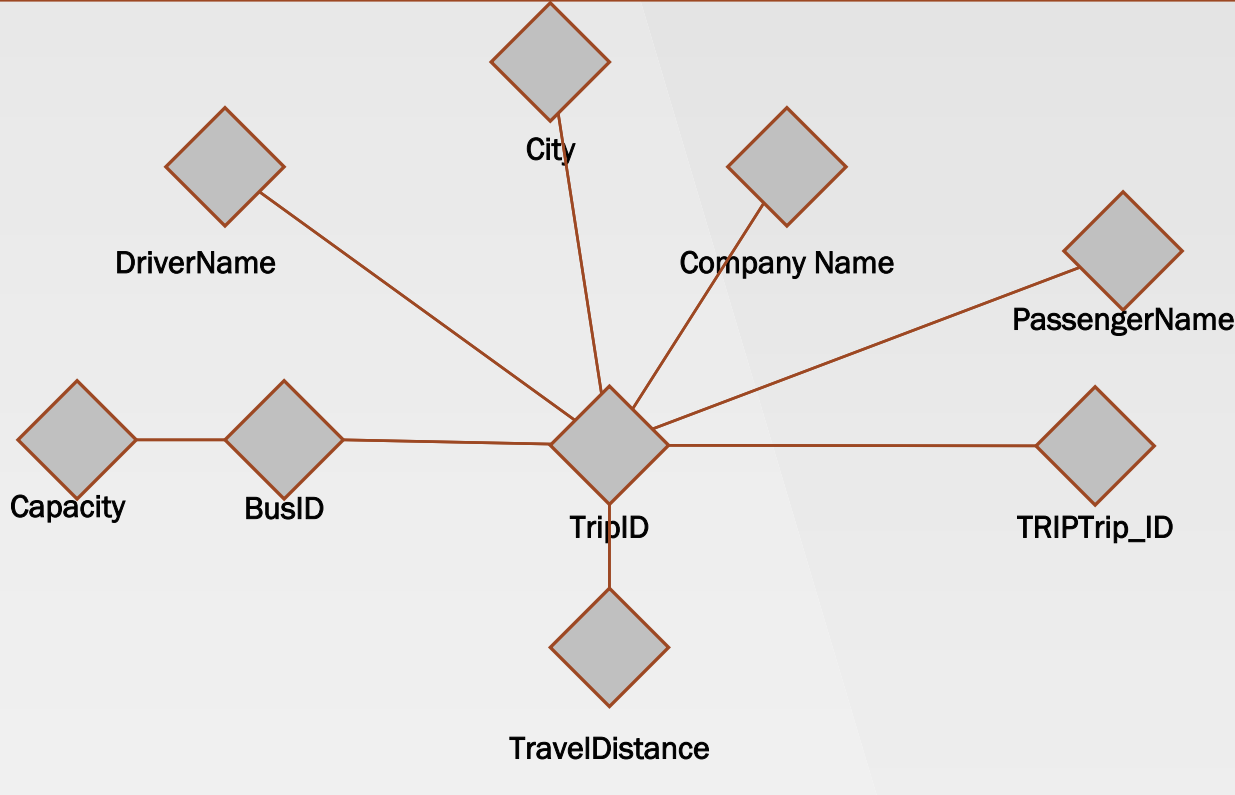 City
DriverName
Company Name
PassengerName
Capacity
BusID
TripID
TRIPTrip_ID
TravelDistance